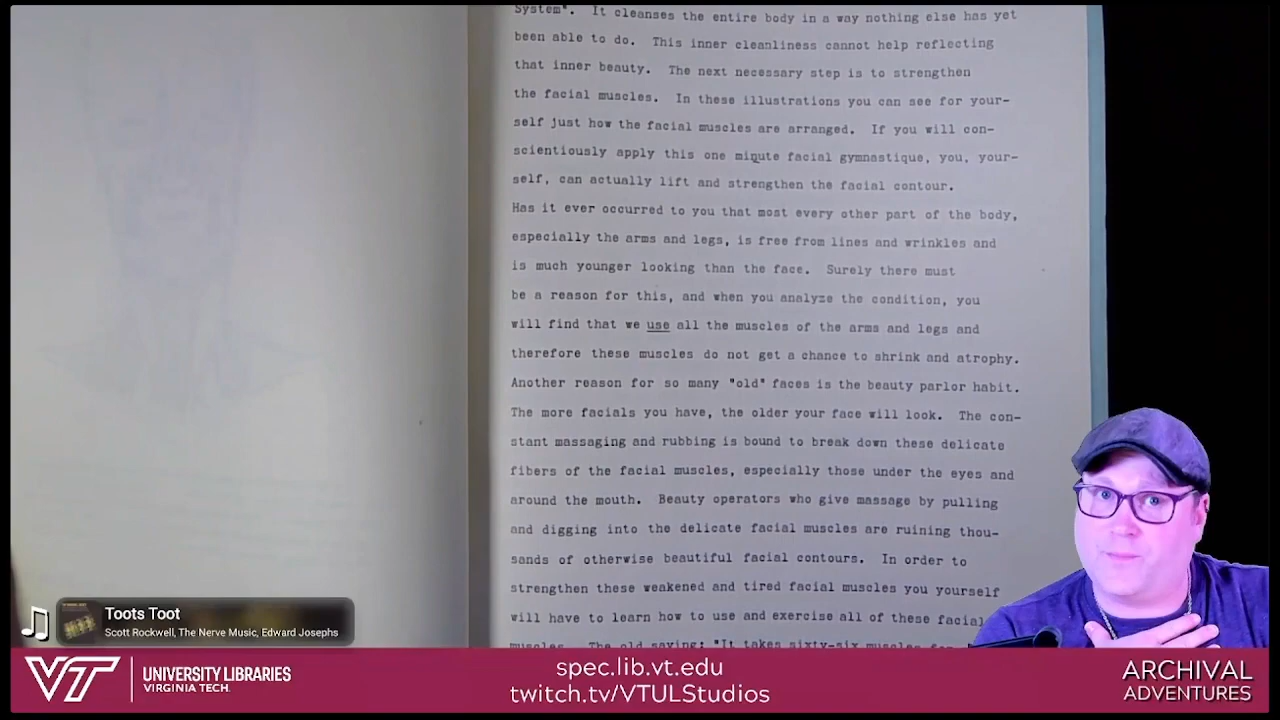 System". It cleanses the entire body in a way nothing else has yet
been able to do. This inner cleanliness cannot help reflecting
that inner beauty. The next necessary step is to strengthen
the facial muscles. In these illustrations you can see for your-
self just how the facial muscles are arranged. If you will con-
scientiously apply this one minute facial gymnastique, you, your-
self, can actually lift and strengthen the facial contour.
Has it ever occurred to you that most every other part of the body,
especially the arms and legs, is free from lines and wrinkles and
is much younger looking than the face. Surely there must
be a reason for this, and when you analyze the condition, you
will find that we use all the muscles of the arms and legs and
therefore these muscles do not get a chance to shrink and atrophy.
Another reason for so many "old" faces is the beauty parlor habit.
The more facials you have, the older your face will look. The con-
stant massaging and rubbing is bound to break down these delicate
fibers of the facial muscles, especially those under the eyes and
around the mouth. Beauty operators who give massage by pulling
and digging into the delicate facial muscles are ruining thou-
sands of otherwise beautiful facial contours. In order to
strengthen these weakened and tired facial muscles you yourself
will have to learn how to use and exercise all of these facial
muscles. The old saying: "It takes sixty-six muscles
Toots Toot
Scott Rockwell, The Nerve Music, Edward Josephs
VT UNIVERSITY LIBRARIES
VIRGINIA TECH.
spec.lib.vt.edu
twitch.tv/VTULStudios
ARCHIVAL
ADVENTURES